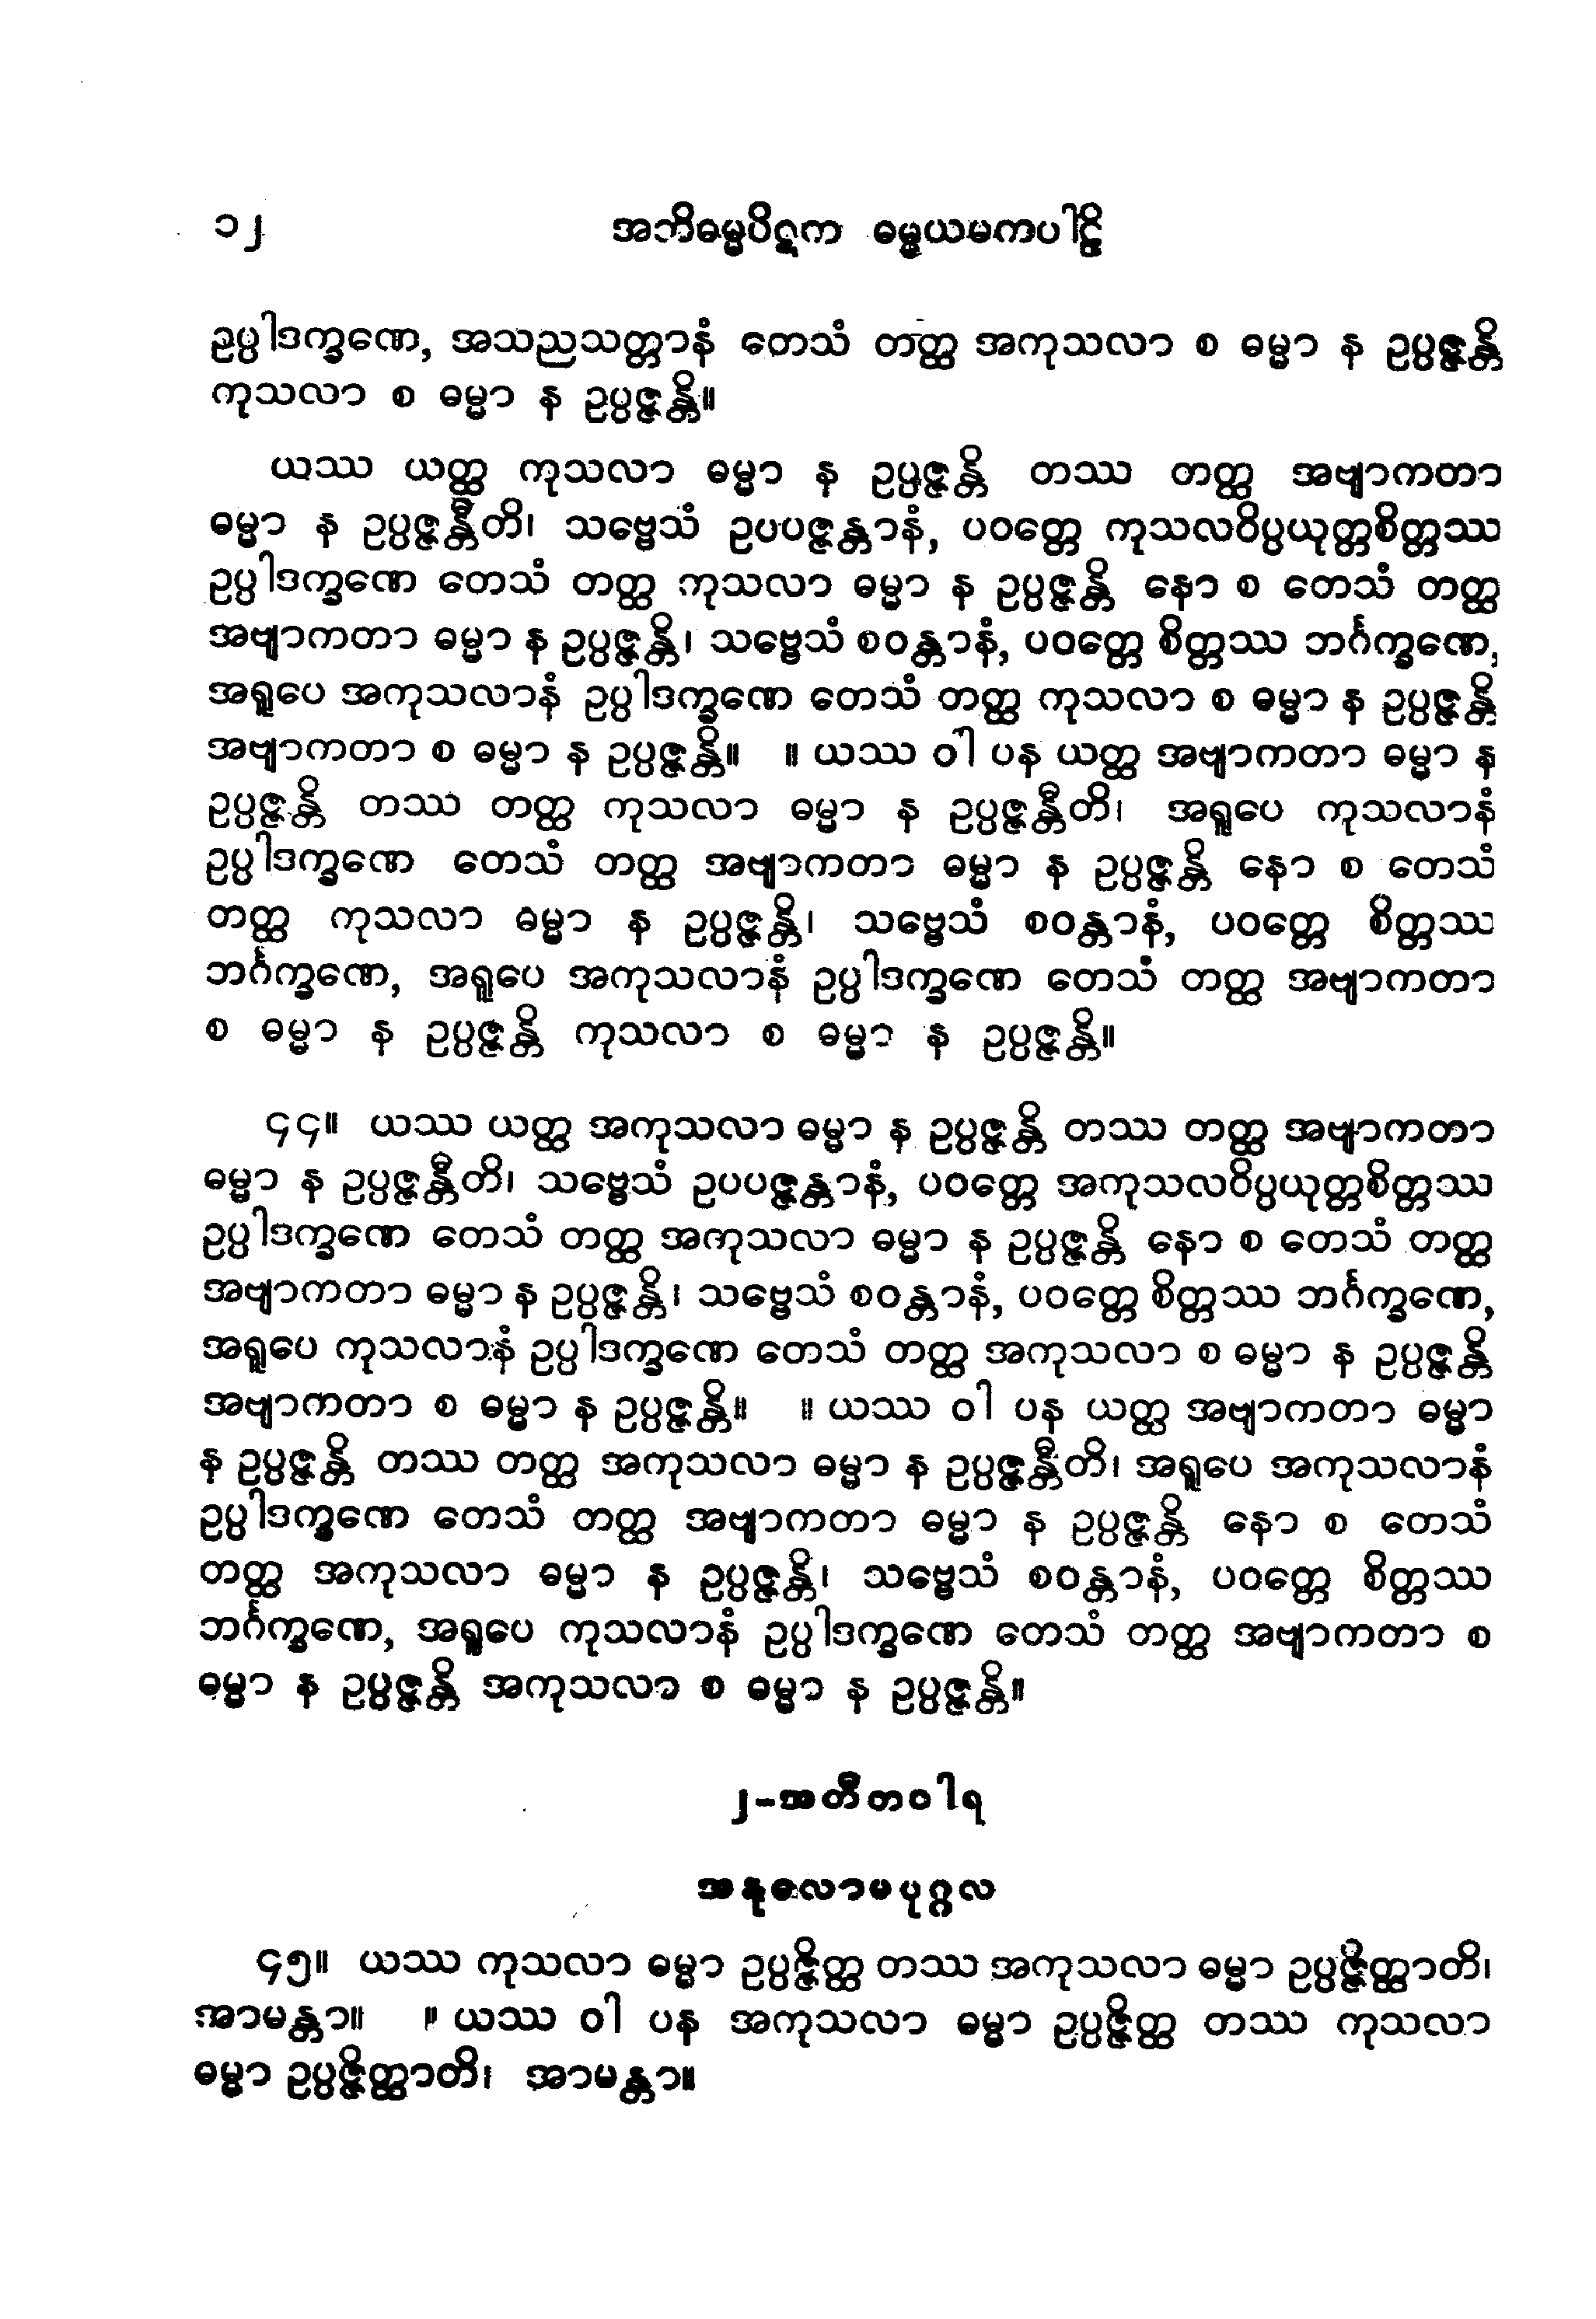 ၁၂ အဘိဓမ္မပိဋက ဓမ္မယမကပါဠိ
ဥပ္ပါဒက္ခဏေ, အသညသတ္တာနံ တေသံ တတ္ထ အကုသလာ စ ဓမ္မာ န ဥပ္ပဇ္ဇန္တိ
ကုသလာ စ ဓမ္မာ န ဥပ္ပဇ္ဇန္တိ။
ယဿ ယတ္ထ ကုသလာ ဓမ္မာ န ဥပ္ပဇ္ဇန္တိ တဿ တတ္ထ အဗျာကတာ
ဓမ္မာ န ဥပ္ပဇ္ဇန္တီတိ၊ သဗ္ဗေသံ ဥပပဇ္ဇန္တာနံ, ပဝတ္တေ ကုသလဝိပ္ပယုတ္တစိတ္တဿ
ဥပ္ပါဒက္ခဏေ တေသံ တတ္ထ ကုသလာ ဓမ္မာ န ဥပ္ပဇ္ဇန္တိ နော စ တေသံ တတ္ထ
အဗျာကတာ ဓမ္မာ န ဥပ္ပဇ္ဇန္တိ၊ သဗ္ဗေသံ စဝန္တာနံ, ပဝတ္တေ စိတ္တဿ ဘင်္ဂက္ခဏေ,
အရူပေ အကုသလာနံ ဥပ္ပါဒက္ခဏေ တေသံ တတ္ထ ကုသလာ စ ဓမ္မာ န ဥပ္ပဇ္ဇန္တိ
အဗျာကတာ စ ဓမ္မာ န ဥပ္ပဇ္ဇန္တိ။ ။ ယဿ ဝါ ပန ယတ္ထ အဗျာကတာ ဓမ္မာ န
ဥပ္ပဇ္ဇန္တိ တဿ တတ္ထ ကုသလာ ဓမ္မာ န ဥပ္ပဇ္ဇန္တီတိ၊ အရူပေ ကုသလာနံ
ဥပ္ပါဒက္ခဏေ တေသံ တတ္ထ အဗျာကတာ ဓမ္မာ န ဥပ္ပဇ္ဇန္တိ နော စ တေသံ
တတ္ထ ကုသလာ ဓမ္မာ န ဥပ္ပဇ္ဇန္တိ၊ သဗ္ဗေသံ စဝန္တာနံ, ပဝတ္တေ စိတ္တဿ
ဘင်္ဂက္ခဏေ, အရူပေ အကုသလာနံ ဥပ္ပါဒက္ခဏေ တေသံ တတ္ထ အဗျာကတာ
စ ဓမ္မာ န ဥပ္ပဇ္ဇန္တိ ကုသလာ စ ဓမ္မာ န ဥပ္ပဇ္ဇန္တိ။
၄၄။ ယဿ ယတ္ထ အကုသလာ ဓမ္မာ န ဥပ္ပဇ္ဇန္တိ တဿ တတ္ထ အဗျာကတာ
ဓမ္မာ န ဥပ္ပဇ္ဇန္တီတိ၊ သဗ္ဗေသံ ဥပပဇ္ဇန္တာနံ, ပဝတ္တေ အကုသလဝိပ္ပယုတ္တစိတ္တဿ
ဥပ္ပါဒက္ခဏေ တေသံ တတ္ထ အကုသလာ ဓမ္မာ န ဥပ္ပဇ္ဇန္တိ နော စ တေသံ တတ္ထ
အဗျာကတာ ဓမ္မာ န ဥပ္ပဇ္ဇန္တိ၊ သဗ္ဗေသံ စဝန္တာနံ, ပဝတ္တေ စိတ္တဿ ဘင်္ဂက္ခဏေ,
အရူပေ ကုသလာနံ ဥပ္ပါဒက္ခဏေ တေသံ တတ္ထ အကုသလာ စ ဓမ္မာ န ဥပ္ပဇ္ဇန္တိ
အဗျာကတာ စ ဓမ္မာ န ဥပ္ပဇ္ဇန္တိ။ ။ ယဿ ဝါ ပန ယတ္ထ အဗျာကတာ ဓမ္မာ
န ဥပ္ပဇ္ဇန္တိ တဿ တတ္ထ အကုသလာ ဓမ္မာ န ဥပ္ပဇ္ဇန္တီတိ၊ အရူပေ အကုသလာနံ
ဥပ္ပါဒက္ခဏေ တေသံ တတ္ထ အဗျာကတာ ဓမ္မာ န ဥပ္ပဇ္ဇန္တိ နော စ တေသံ
တတ္ထ အကုသလာ ဓမ္မာ န ဥပ္ပဇ္ဇန္တိ၊ သဗ္ဗေသံ စဝန္တာနံ, ပဝတ္တေ စိတ္တဿ
ဘင်္ဂက္ခဏေ, အရူပေ ကုသလာနံ ဥပ္ပါဒက္ခဏေ တေသံ တတ္ထ အဗျာကတာ စ
ဓမ္မာ န ဥပ္ပဇ္ဇန္တိ အကုသလာ စ ဓမ္မာ န ဥပ္ပဇ္ဇန္တိ။
၂-အတီတဝါရ
အနုလောမပုဂ္ဂလ
၄၅။ ယဿ ကုသလာ ဓမ္မာ ဥပ္ပဇ္ဇိတ္ထ တဿ အကုသလာ ဓမ္မာ ဥပ္ပဇ္ဇိတ္ထာတိ၊
အာမန္တာ။ ။ ယဿ ဝါ ပန အကုသလာ ဓမ္မာ ဥပ္ပဇ္ဇိတ္ထ တဿ ကုသလာ
ဓမ္မာ ဥပ္ပဇ္ဇိတ္ထာတိ၊ အာမန္တာ။